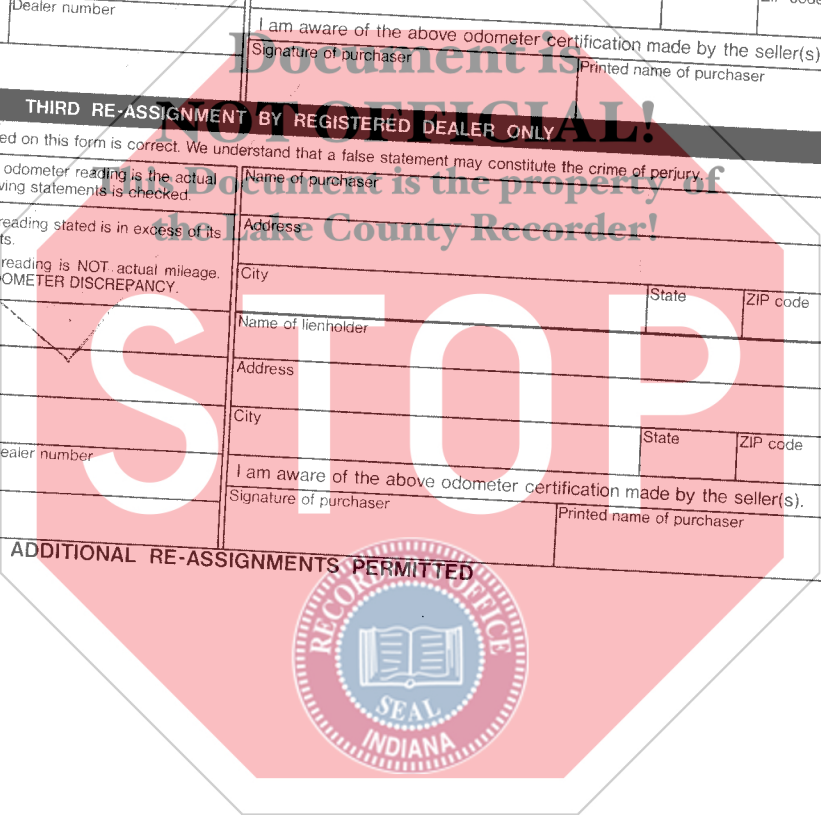 Dealer number
ZIP code
I am aware of the above odometer certification made by the seller(s)
Signature of purchaser
Printed name of purchaser
Document is
NOT OFFICIAL!
This Document is the property of
the Lake County Recorder!
THIRD RE-ASSIGNMENT BY REGISTERED DEALER ONLY
ed on this form is correct. We understand that a false statement may constitute the crime of perjury.
odometer reading is the actual
ving statements is checked.
reading stated is in excess of its
ts.
reading is NOT actual mileage.
OMETER DISCREPANCY.
Name of purchaser
Address
City
State
ZIP code
Name of lienholder
Address
City
State
ZIP code
ealer number
I am aware of the above odometer certification made by the seller(s).
Signature of purchaser
Printed name of purchaser
ADDITIONAL RE-ASSIGNMENTS PERMITTED
STOP
RECORDER'S OFFICE
SEAL
INDIANA